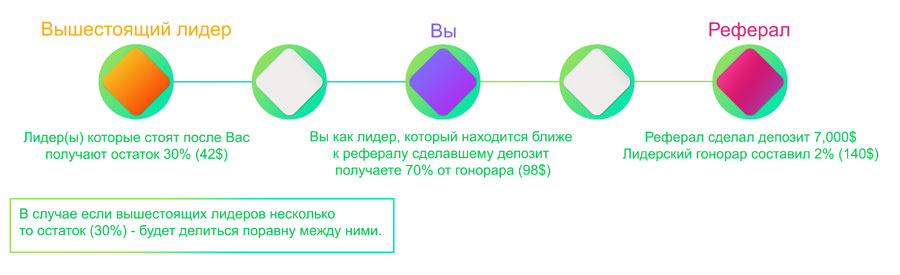 Вышестоящий лидер
Вы
Реферал
Лидер(ы) которые стоят после Вас
получают остаток 30% (42$)
Вы как лидер, который находится ближе
к рефералу сделавшему депозит
получаете 70% от гонорара (98$)
Реферал сделал депозит 7,000$
Лидерский гонорар составил 2% (140$)
В случае если вышестоящих лидеров несколько
то остаток (30%) - будет делиться поравну между ними.